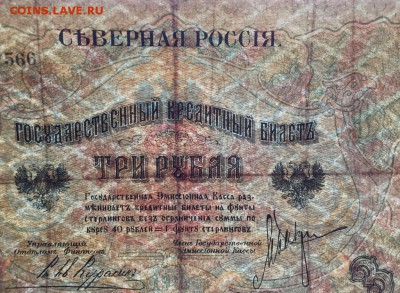 COINS.LAVE.RU
СѢВЕРНАЯ РОССІЯ.
566
ГОСУДАРСТВЕННЫЙ КРЕДИТНЫЙ БИЛЕТЪ
ТРИ РУБЛЯ
Государственная Эмиссіонная Касса раз-
мѣниваетъ кредитные билеты на фунты
стерлинговъ безъ ограниченія суммы по
курсу 40 рублей = 1 фунту стерлинговъ.
Управляющій
Отдѣломъ Финансовъ
Членъ Государственной
Эмиссіонной Кассы